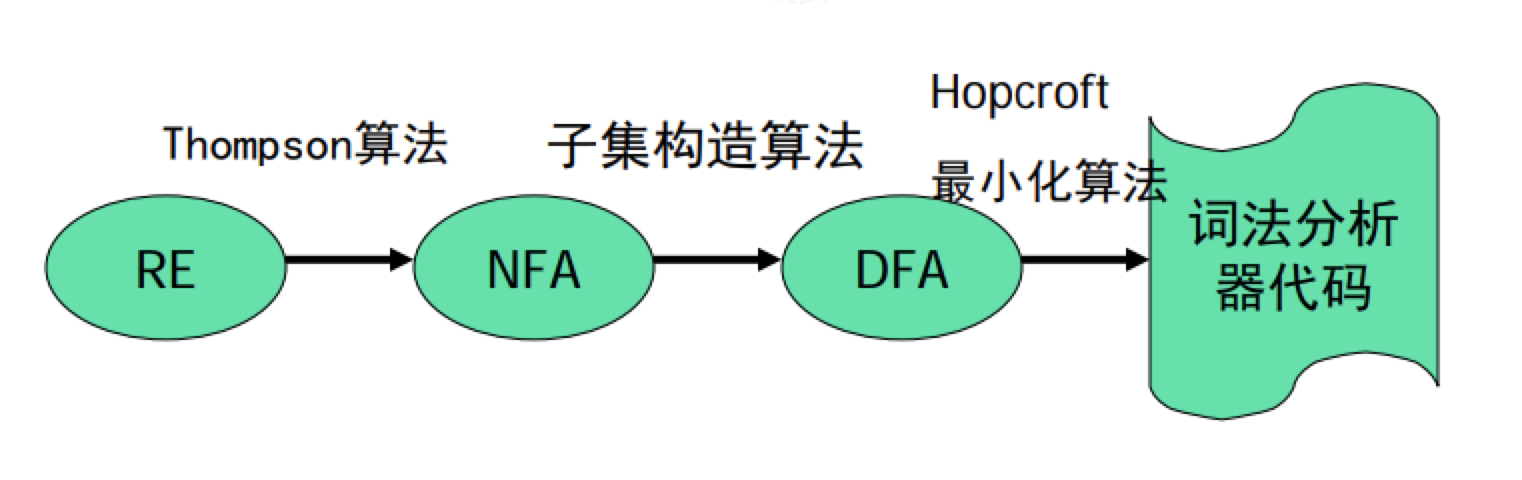 Hopcroft
Thompson算法
子集构造算法
最小化算法
RE
NFA
DFA
词法分析
器代码